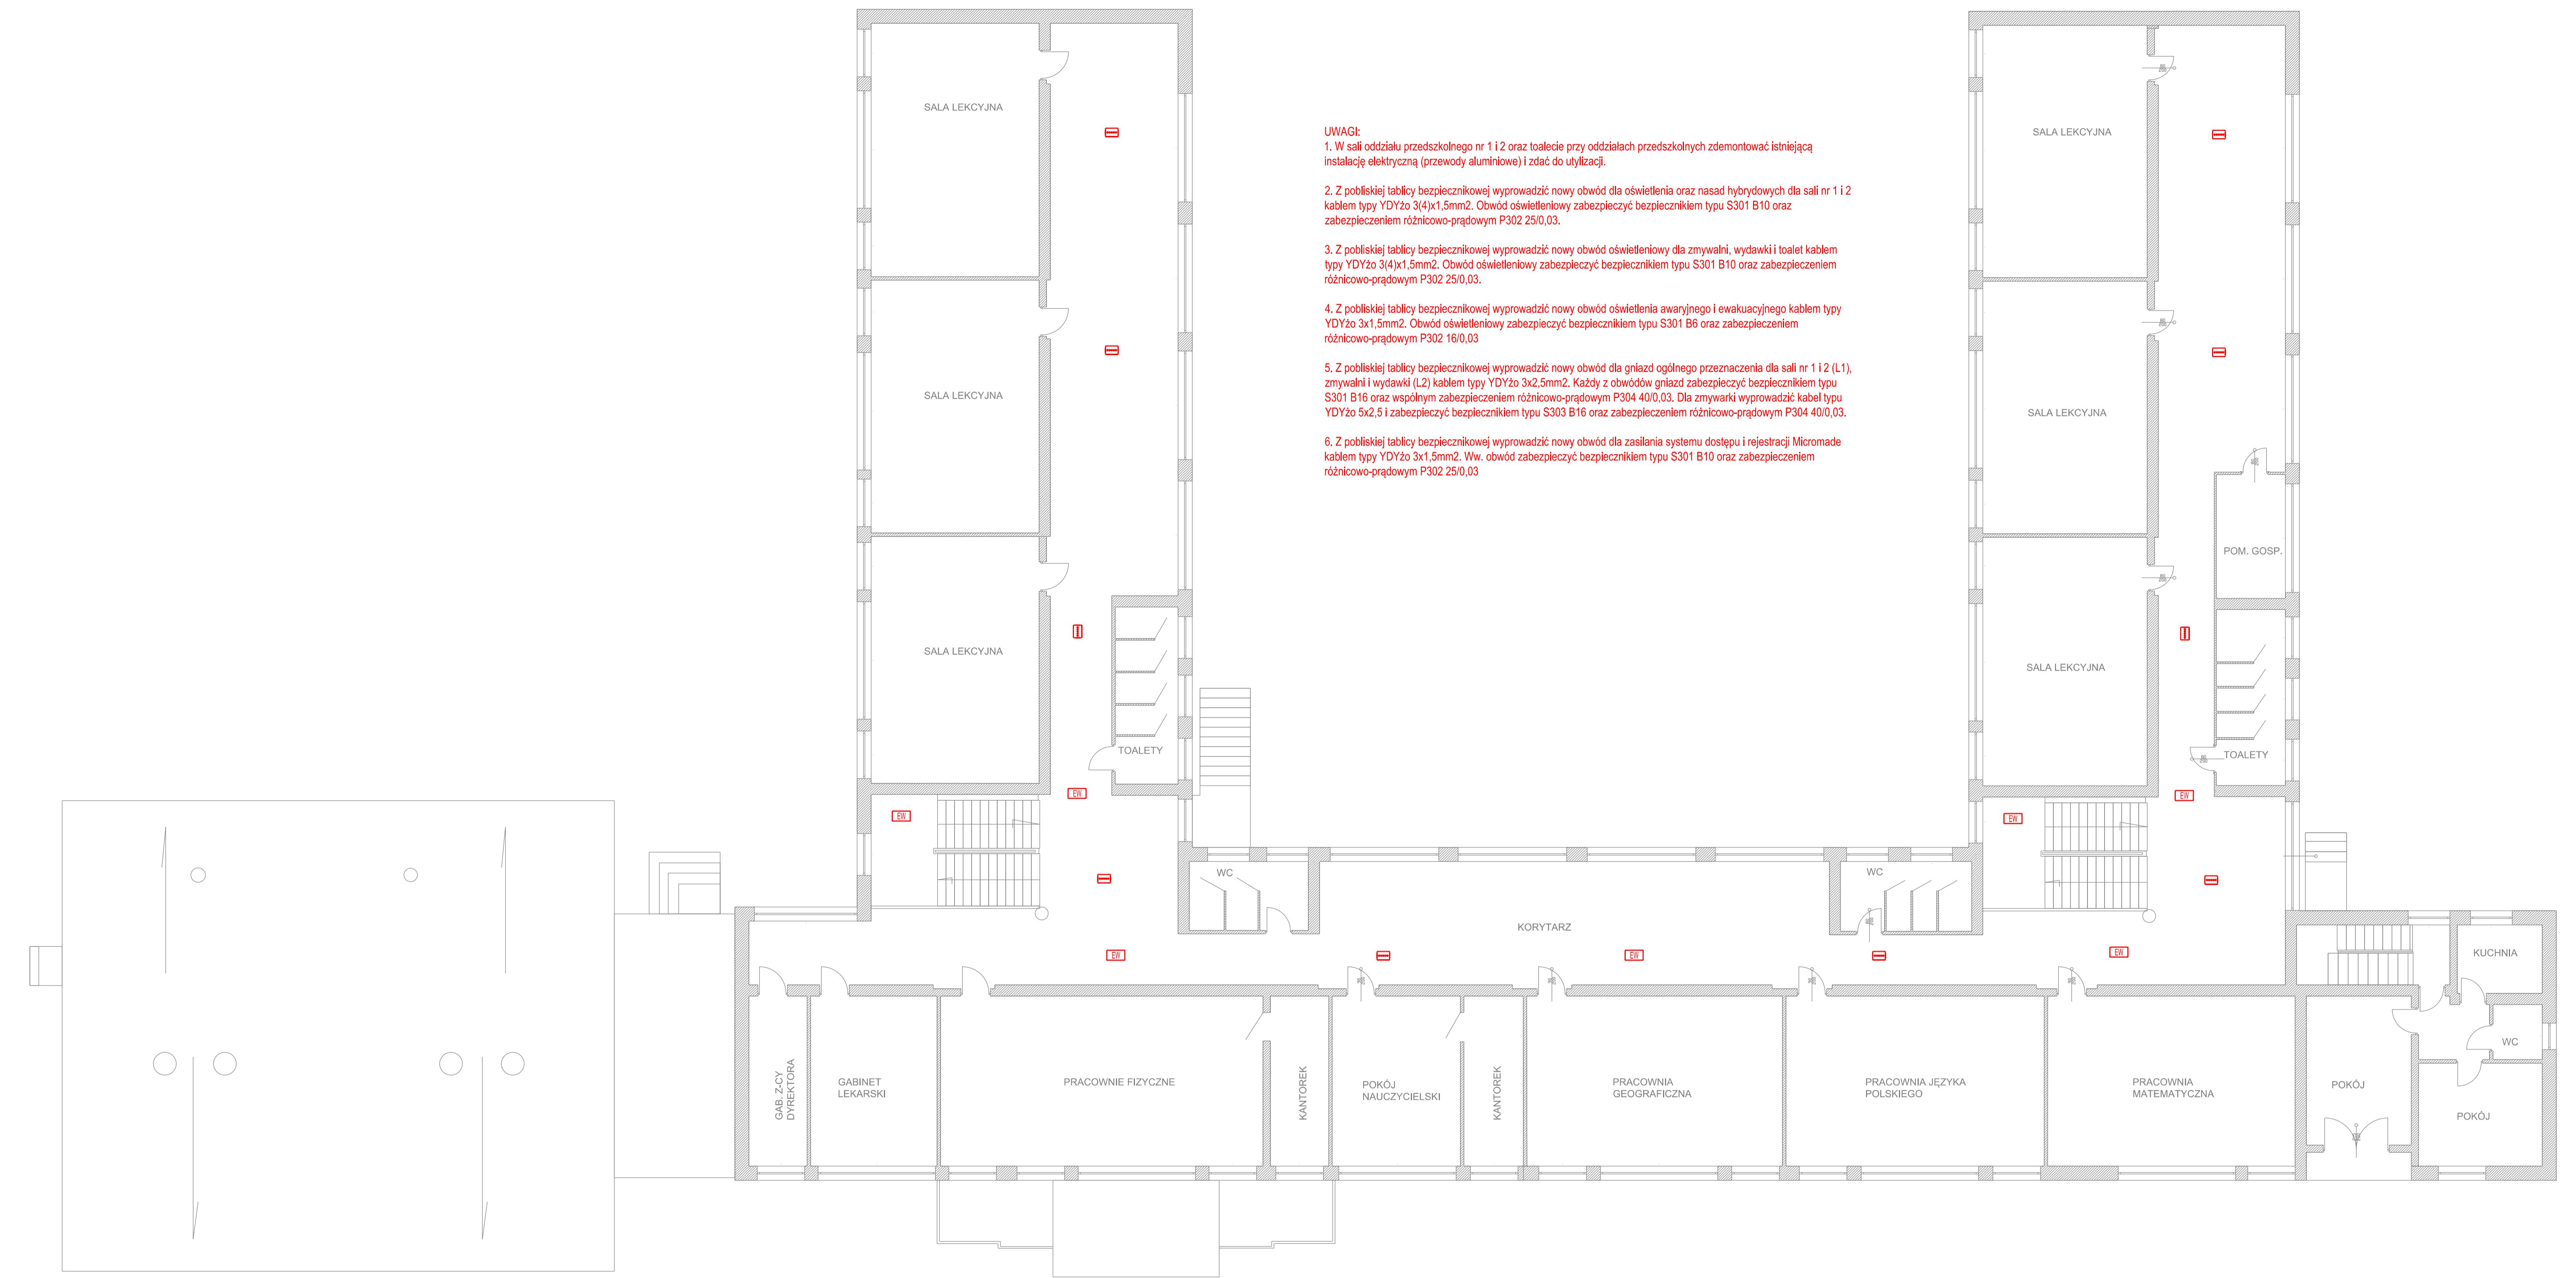 SALA LEKCYJNA
SALA LEKCYJNA
SALA LEKCYJNA
TOALETY
EW
EW
UWAGI:
1. W sali oddziału przedszkolnego nr 1 i 2 oraz toalecie przy oddziałach przedszkolnych zdemontować istniejącą
instalację elektryczną (przewody aluminiowe) i zdać do utylizacji.
2. Z pobliskiej tablicy bezpiecznikowej wyprowadzić nowy obwód dla oświetlenia oraz nasad hybrydowych dla sali nr 1 i 2
kablem typy YDYżo 3(4)x1,5mm2. Obwód oświetleniowy zabezpieczyć bezpiecznikiem typu S301 B10 oraz
zabezpieczeniem różnicowo-prądowym P302 25/0,03.
3. Z pobliskiej tablicy bezpiecznikowej wyprowadzić nowy obwód oświetleniowy dla zmywalni, wydawki i toalet kablem
typy YDYżo 3(4)x1,5mm2. Obwód oświetleniowy zabezpieczyć bezpiecznikiem typu S301 B10 oraz zabezpieczeniem
różnicowo-prądowym P302 25/0,03.
4. Z pobliskiej tablicy bezpiecznikowej wyprowadzić nowy obwód oświetlenia awaryjnego i ewakuacyjnego kablem typy
YDYżo 3x1,5mm2. Obwód oświetleniowy zabezpieczyć bezpiecznikiem typu S301 B6 oraz zabezpieczeniem
różnicowo-prądowym P302 16/0,03
5. Z pobliskiej tablicy bezpiecznikowej wyprowadzić nowy obwód dla gniazd ogólnego przeznaczenia dla sali nr 1 i 2 (L1),
zmywalni i wydawki (L2) kablem typy YDYżo 3x2,5mm2. Każdy z obwódów gniazd zabezpieczyć bezpiecznikiem typu
S301 B16 oraz wspólnym zabezpieczeniem różnicowo-prądowym P304 40/0,03. Dla zmywarki wyprowadzić kabel typu
YDYżo 5x2,5 i zabezpieczyć bezpiecznikiem typu S303 B16 oraz zabezpieczeniem różnicowo-prądowym P304 40/0,03.
6. Z pobliskiej tablicy bezpiecznikowej wyprowadzić nowy obwód dla zasilania systemu dostępu i rejestracji Micromade
kablem typy YDYżo 3x1,5mm2. Ww. obwód zabezpieczyć bezpiecznikiem typu S301 B10 oraz zabezpieczeniem
różnicowo-prądowym P302 25/0,03
SALA LEKCYJNA
SALA LEKCYJNA
SALA LEKCYJNA
POM. GOSP.
TOALETY
EW
EW
WC
WC
KORYTARZ
EW
EW
EW
KUCHNIA
WC
GAB. Z-CY
DYREKTORA
GABINET
LEKARSKI
PRACOWNIE FIZYCZNE
KANTOREK
POKÓJ
NAUCZYCIELSKI
KANTOREK
PRACOWNIA
GEOGRAFICZNA
PRACOWNIA JĘZYKA
POLSKIEGO
PRACOWNIA
MATEMATYCZNA
POKÓJ
POKÓJ